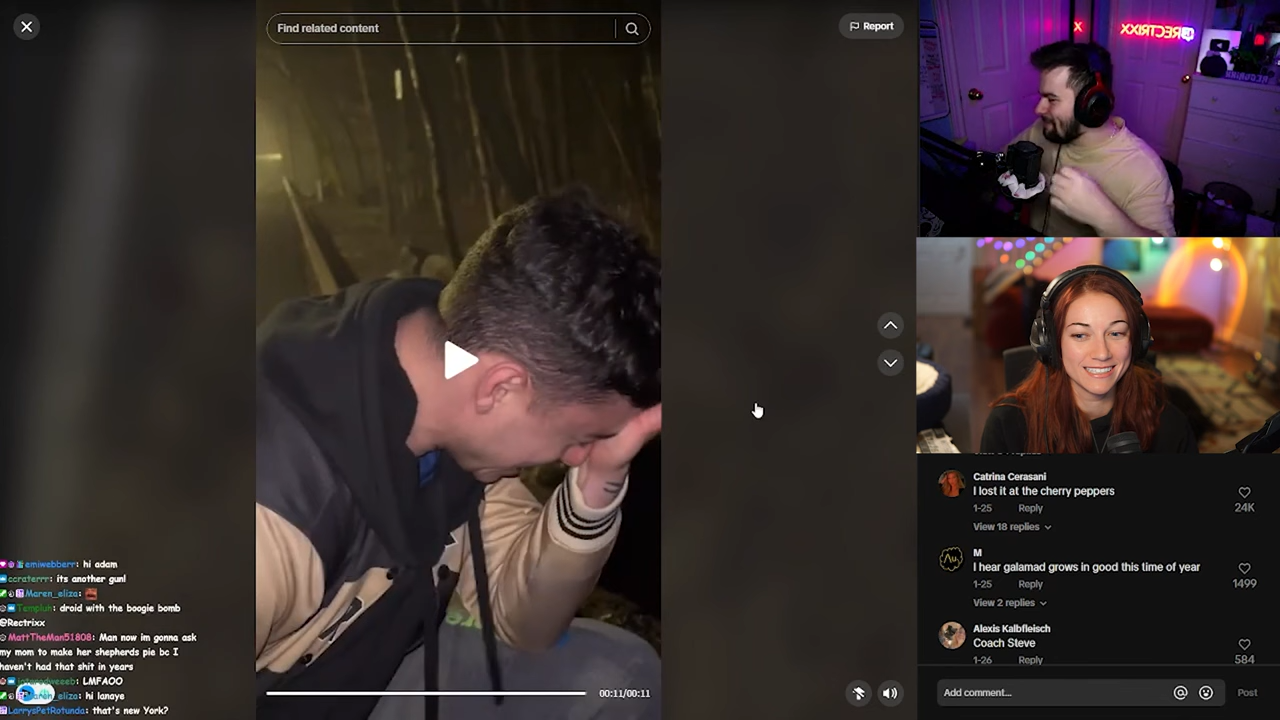 Find related content
Report
@RECTRIXX
00:11/00:11
Catrina Cerasani
I lost it at the cherry peppers
1-25 Reply
24K
View 18 replies
M
I hear galamad grows in good this time of year
1-25 Reply
1499
View 2 replies
Alexis Kalbfleisch
Coach Steve
1-26 Reply
584
Add comment...
Post
emiwebberr: hi adam
ccraterrr: its another gunl
Maren_eliza:
Templuh: droid with the boogie bomb
@Rectrixx
MattTheMan51808: Man now im gonna ask
my mom to make her shepherds pie bc I
haven't had that shit in years
LMFAOO
Maren_eliza: hi lanaye
LarrysPetRotunda: that's new York?